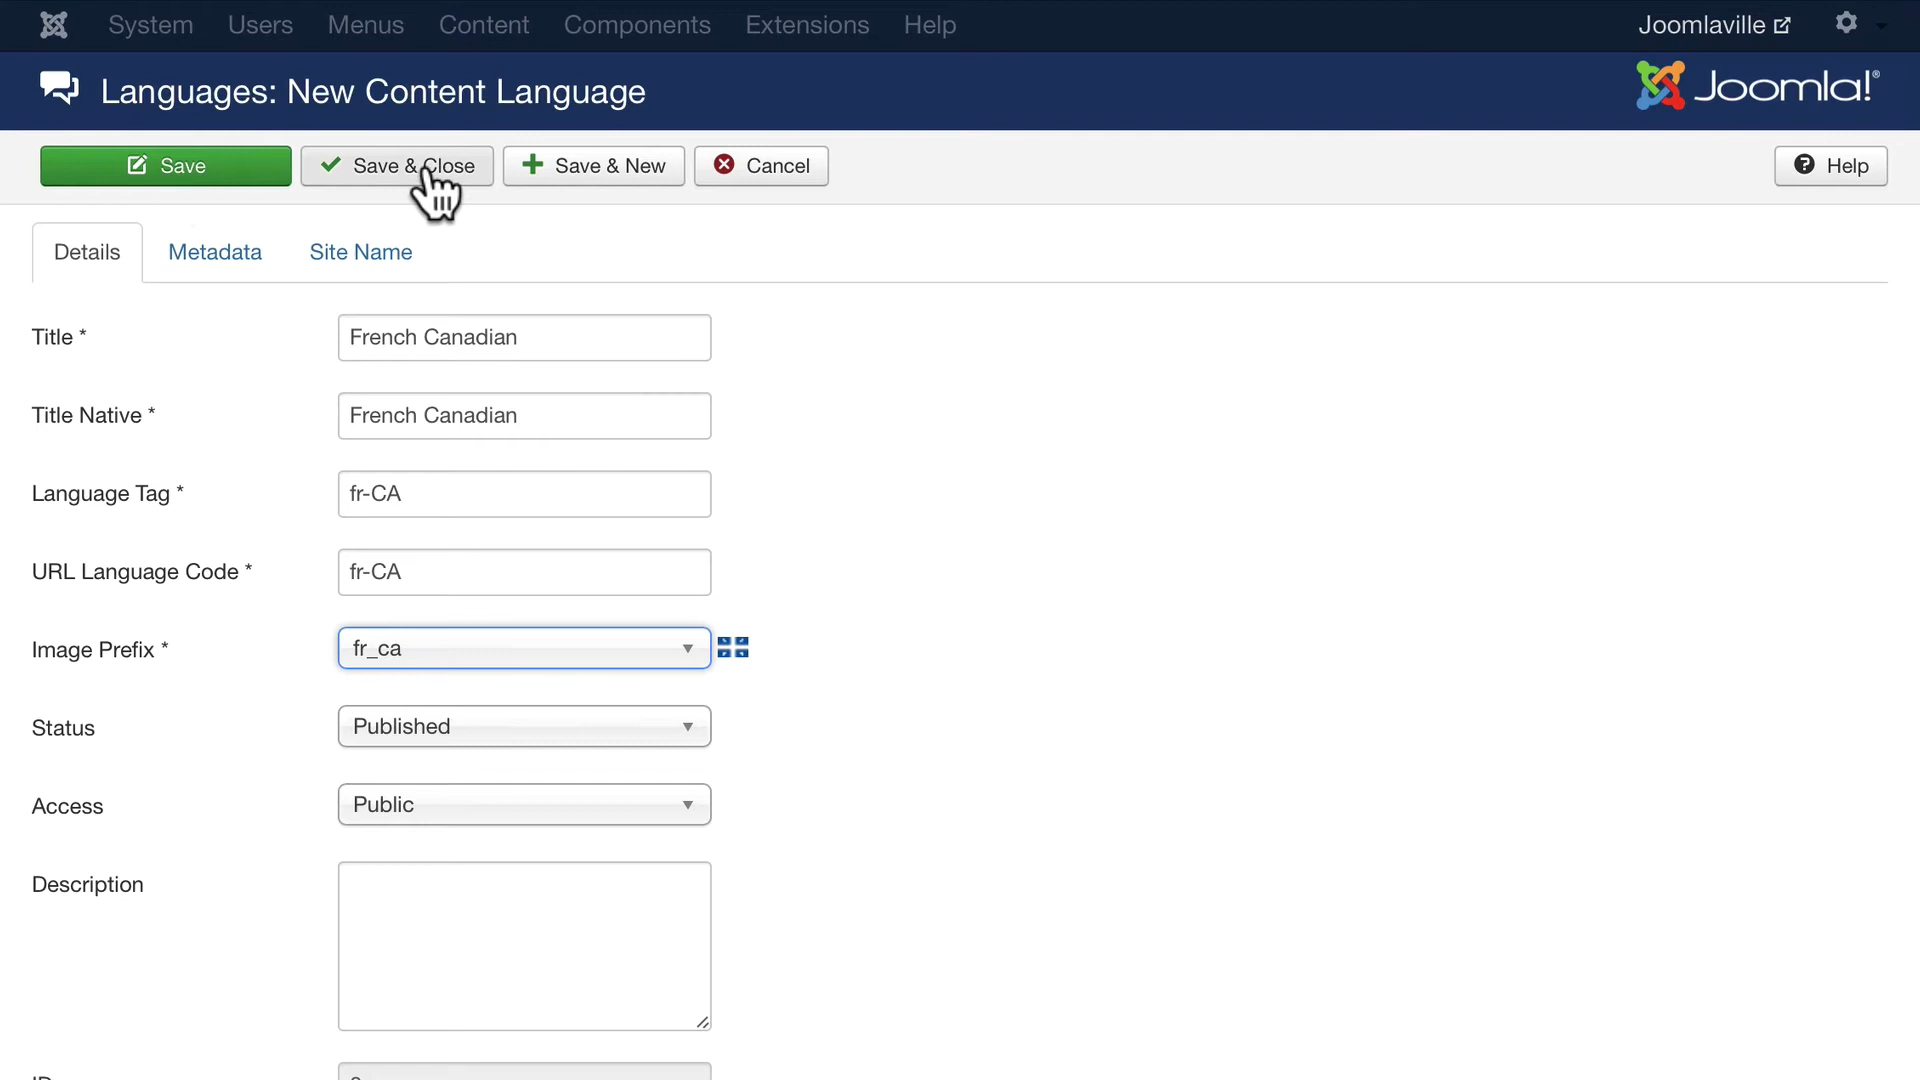 System Users Menus Content Components Extensions Help Joomlaville
Languages: New Content Language Joomla!®
Save Save & Close Save & New Cancel Help
Details Metadata Site Name
Title * French Canadian
Title Native * French Canadian
Language Tag * fr-CA
URL Language Code * fr-CA
Image Prefix * fr_ca
Status Published
Access Public
Description